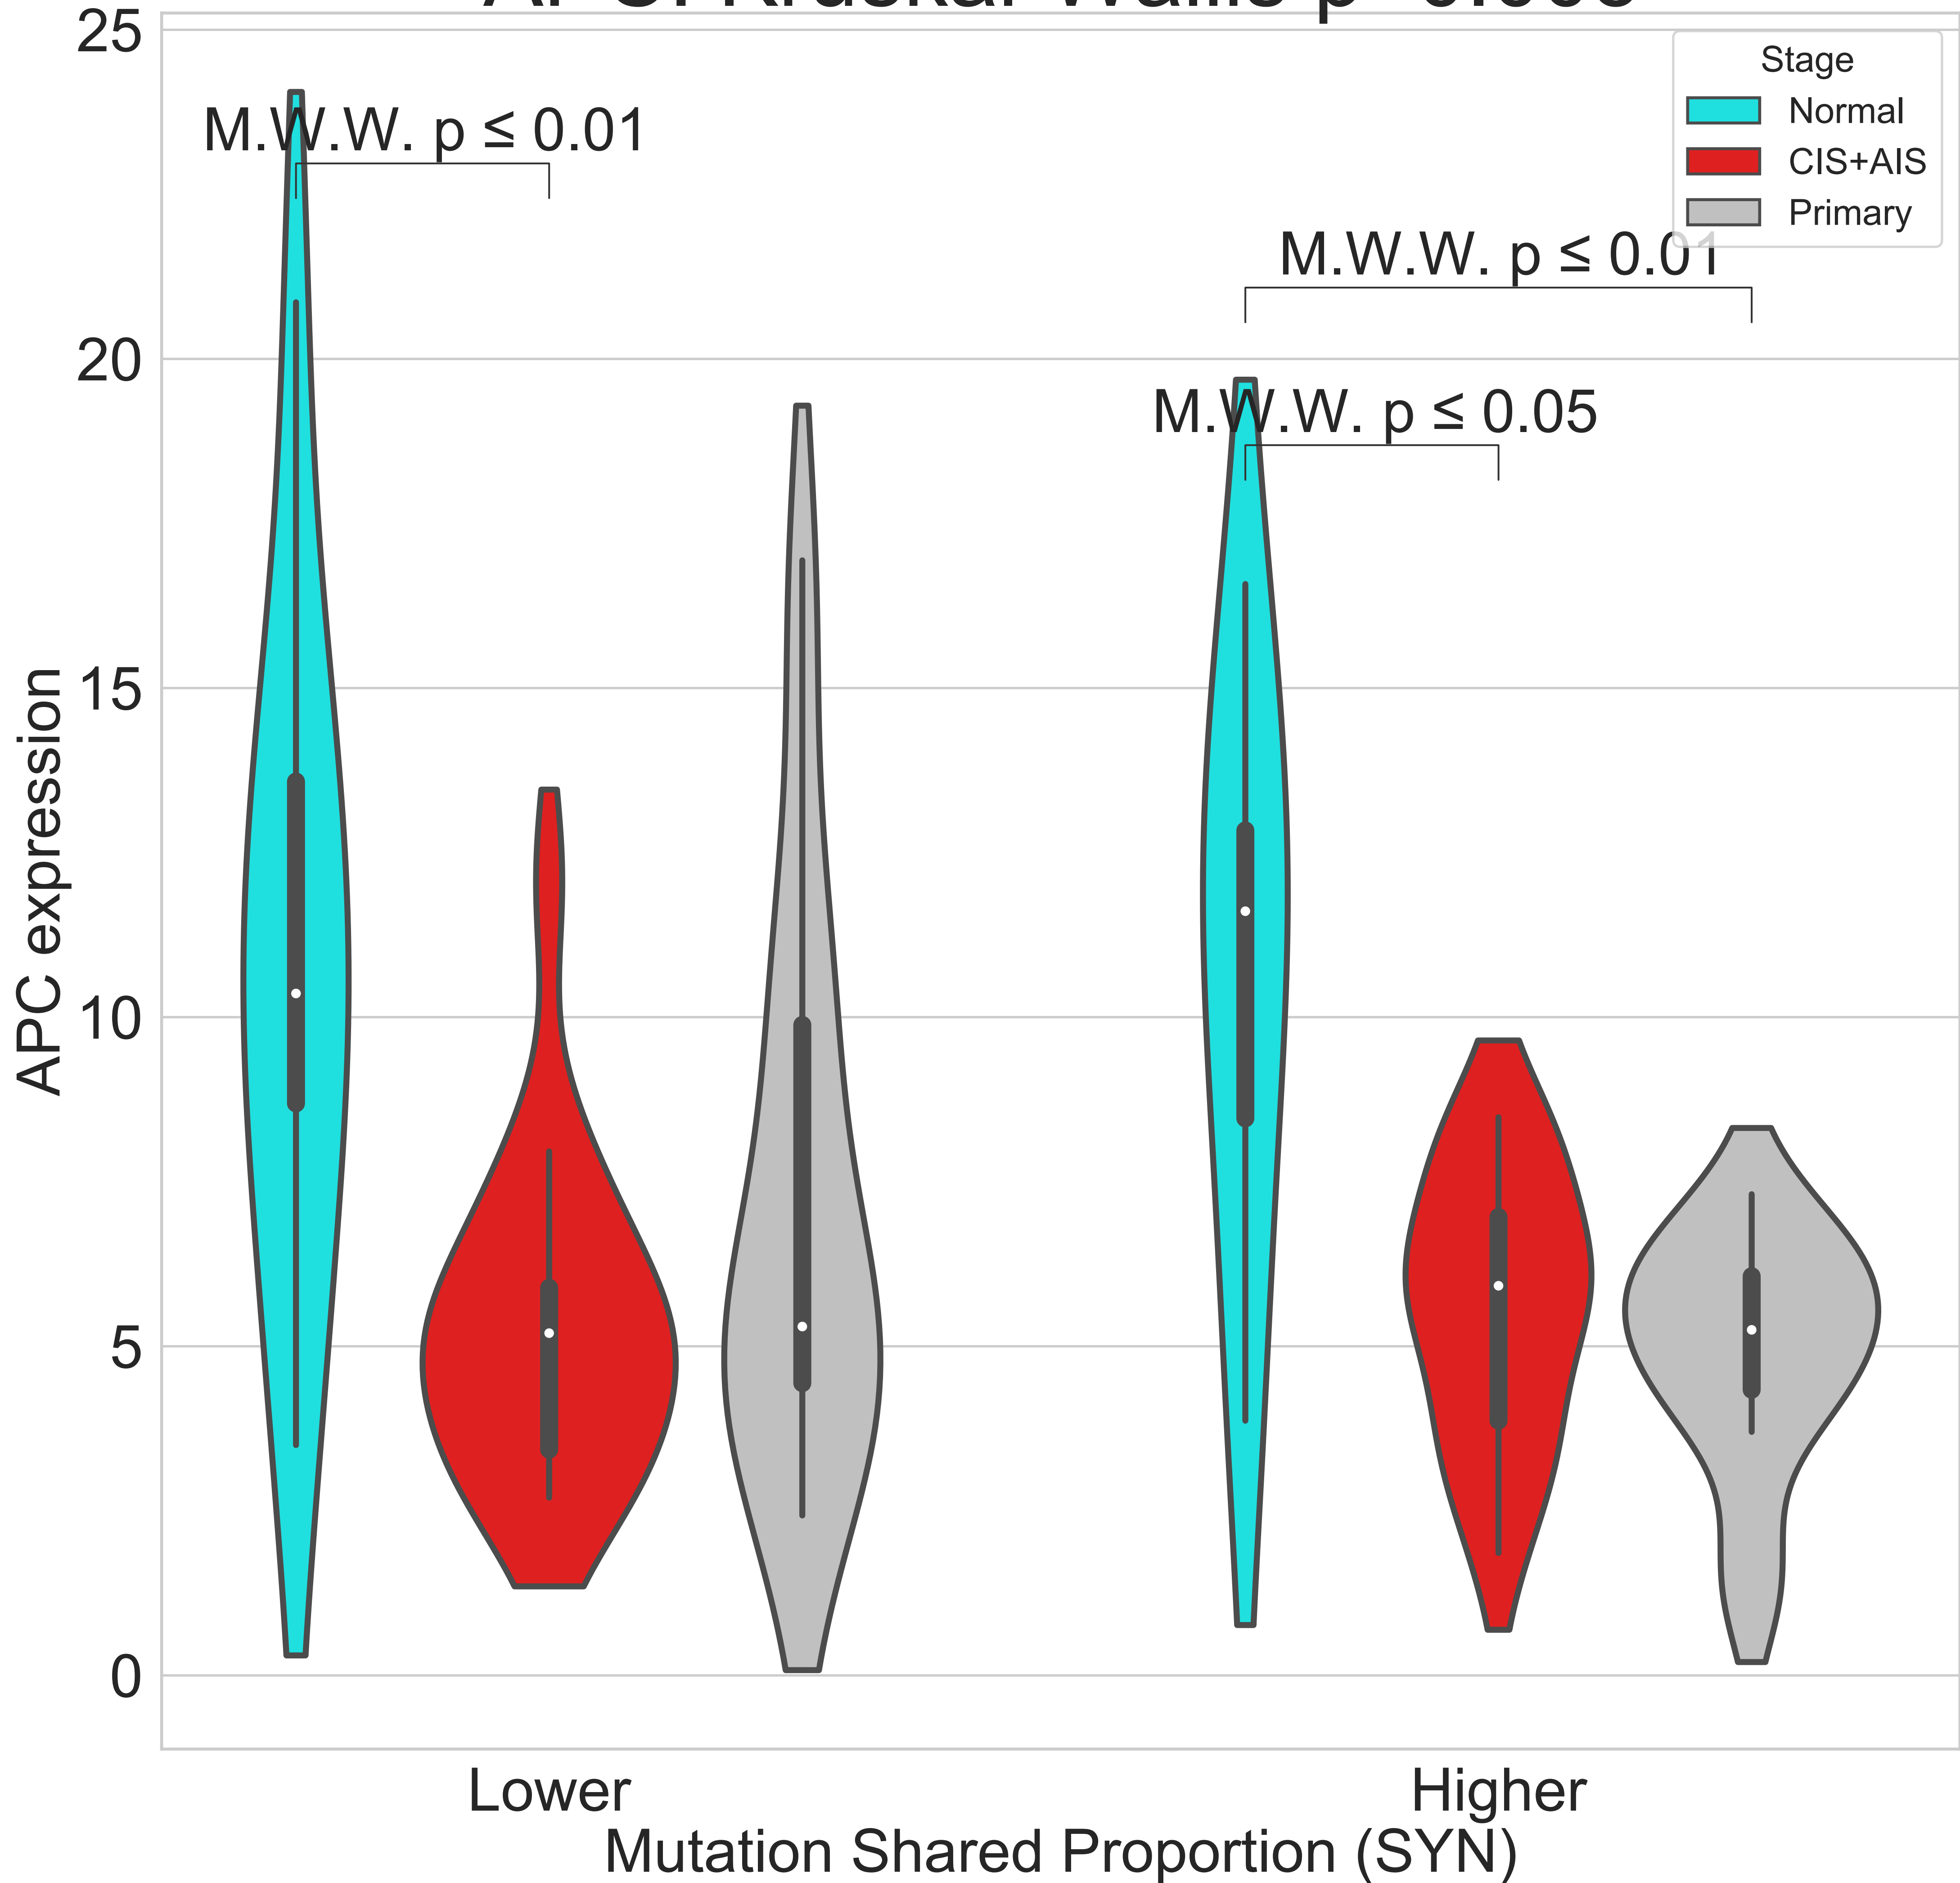 25
Stage
Normal
M.W.W. p ≤ 0.01
CIS+AIS
Primary
M.W.W. p ≤ 0.01
20
M.W.W. p ≤ 0.05
15
APC expression
10
5
0
Lower
Higher
Mutation Shared Proportion (SYN)